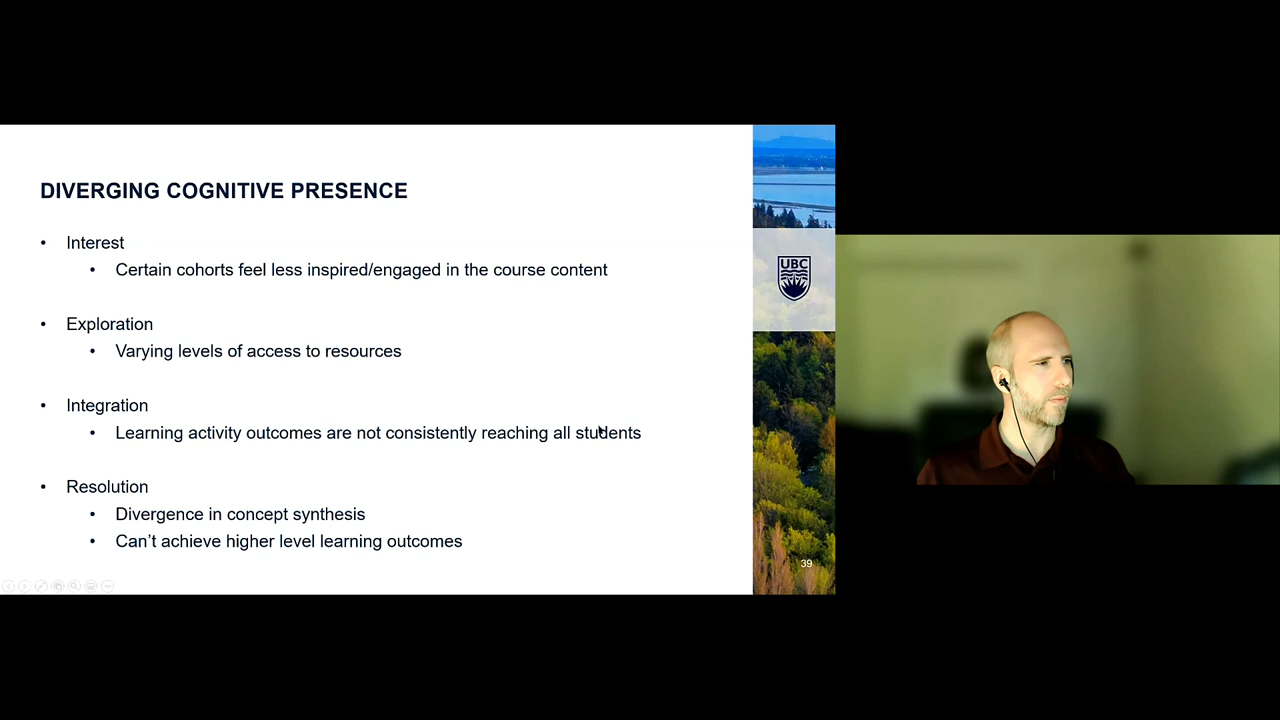 DIVERGING COGNITIVE PRESENCE
• Interest
• Certain cohorts feel less inspired/engaged in the course content
• Exploration
• Varying levels of access to resources
• Integration
• Learning activity outcomes are not consistently reaching all students
• Resolution
• Divergence in concept synthesis
• Can’t achieve higher level learning outcomes
UBC
39